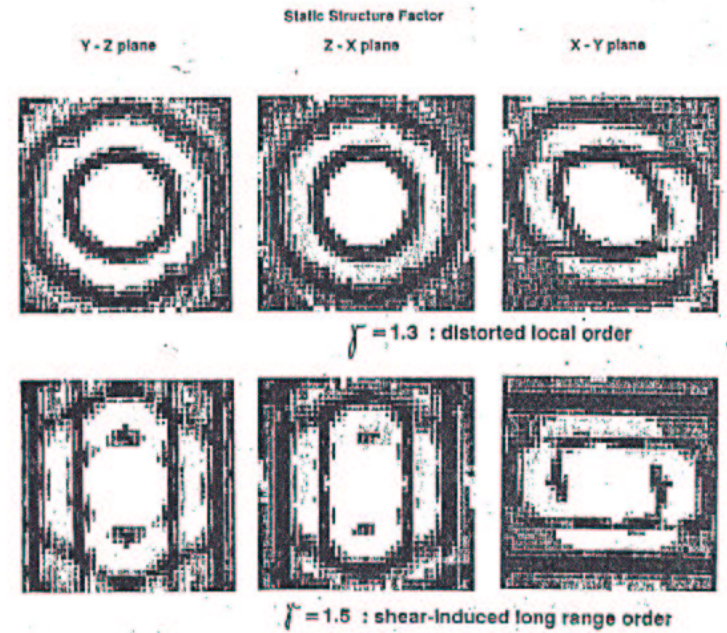 Static Structure Factor
Y - Z plane Z - X plane X - Y plane
γ = 1.3 : distorted local order
γ = 1.5 : shear-induced long range order